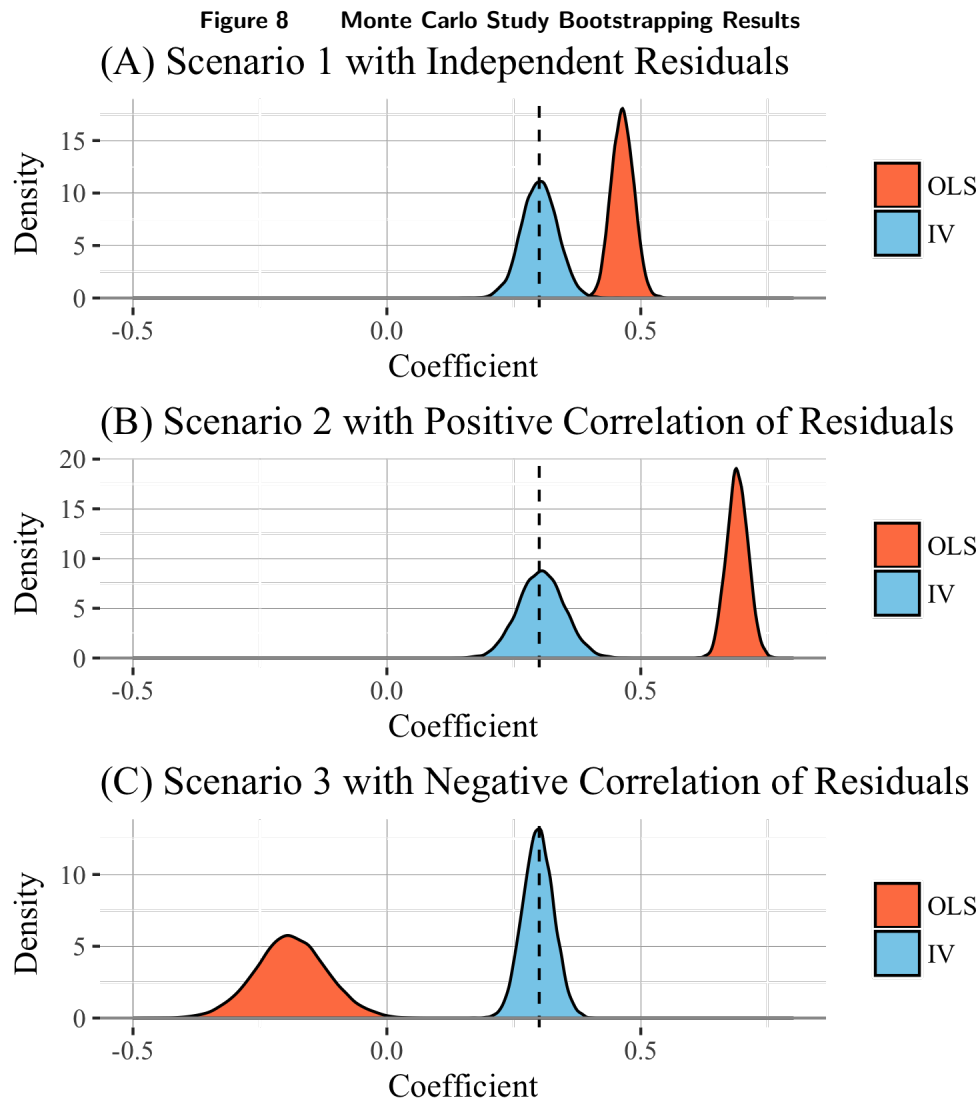 Figure 8 Monte Carlo Study Bootstrapping Results
(A) Scenario 1 with Independent Residuals
15
10
5
0
Density
-0.5 0.0 0.5
Coefficient
OLS
IV
(B) Scenario 2 with Positive Correlation of Residuals
20
15
10
5
0
Density
-0.5 0.0 0.5
Coefficient
OLS
IV
(C) Scenario 3 with Negative Correlation of Residuals
10
5
0
Density
-0.5 0.0 0.5
Coefficient
OLS
IV